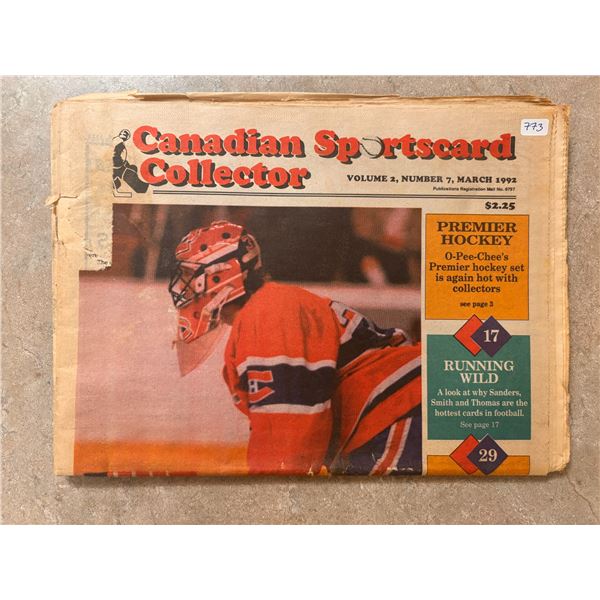 773
Canadian Sportscard
Collector
VOLUME 2, NUMBER 7, MARCH 1992
Publications Registration Mail No. 9797
$2.25
PREMIER
HOCKEY
O-Pee-Chee's
Premier hockey set
is again hot with
collectors
see page 3
17
RUNNING
WILD
A look at why Sanders,
Smith and Thomas are the
hottest cards in football.
See page 17
29